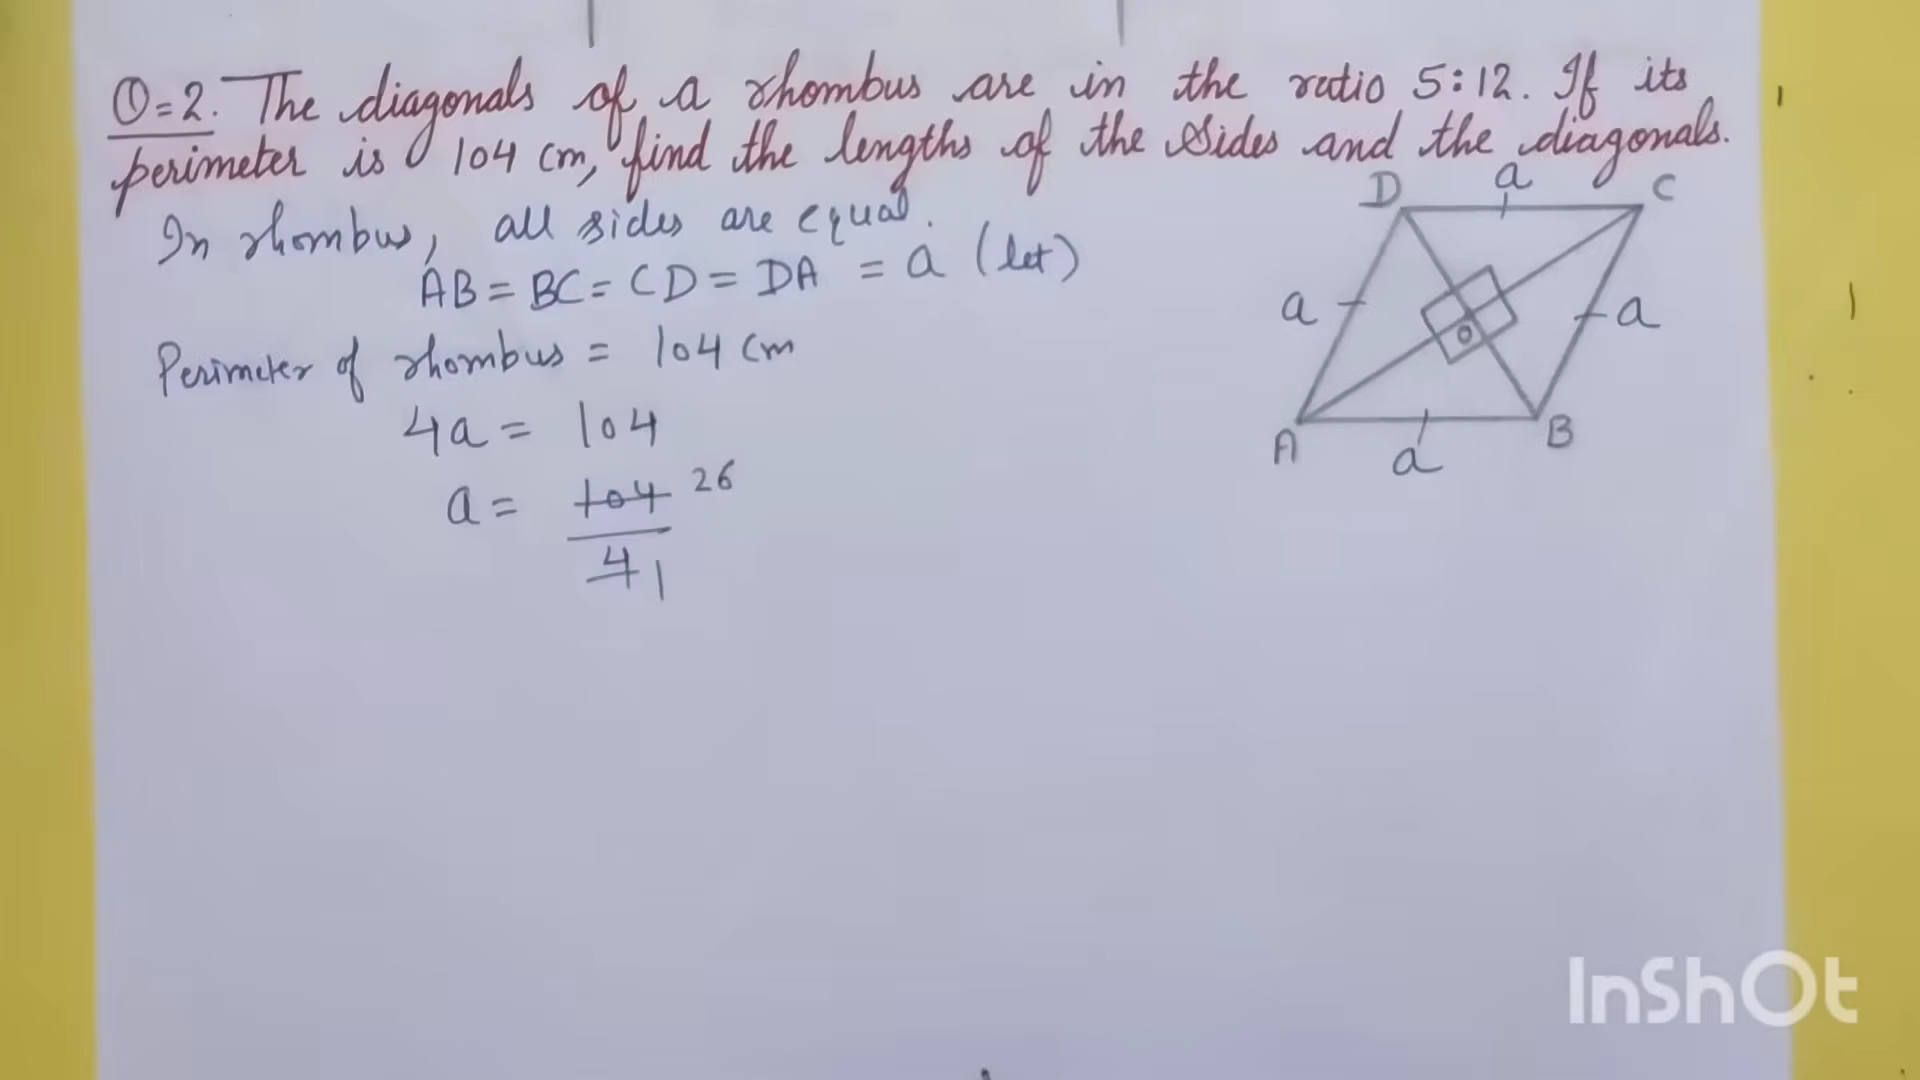 Q=2. The diagonals of a rhombus are in the ratio 5:12. If its
perimeter is 104 cm, find the lengths of the sides and the diagonals.
In rhombus, all sides are equal.
AB = BC = CD = DA = a (let)
Perimeter of rhombus = 104 cm
4a = 104
a = 104 26
4 1
D a C
a a
O
A a B
InShOt